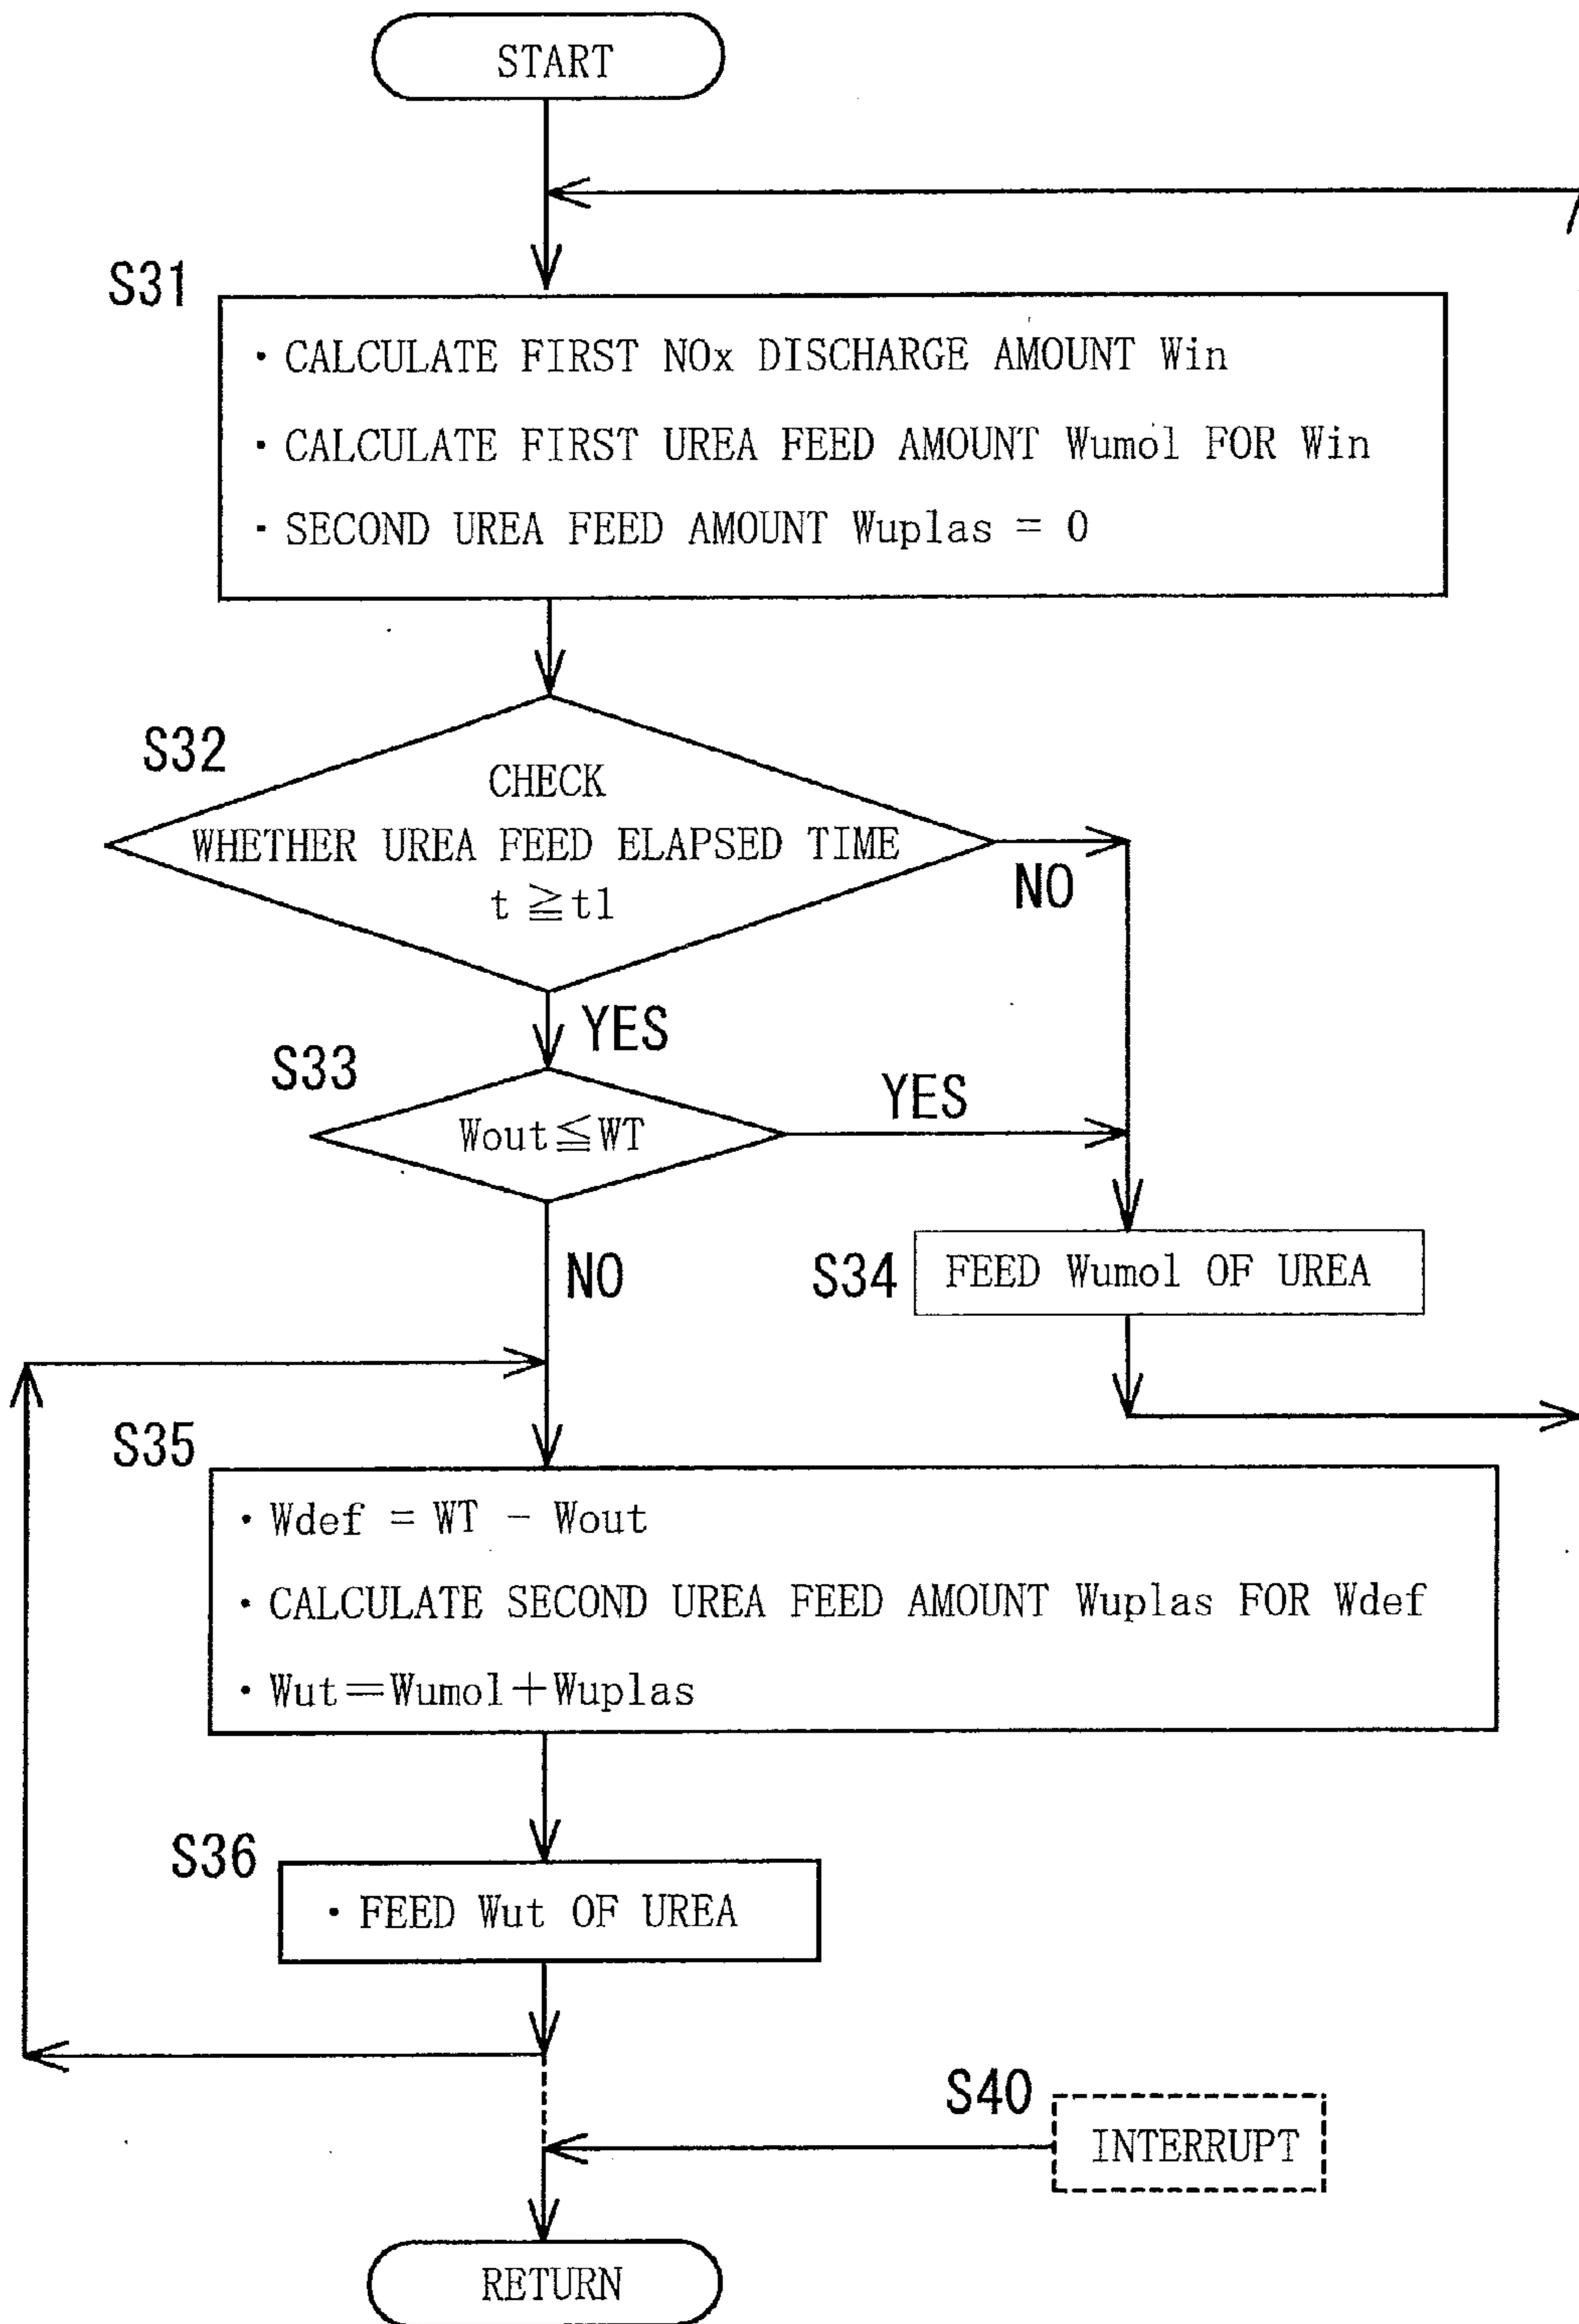 START
S31
・CALCULATE FIRST NOx DISCHARGE AMOUNT Win
・CALCULATE FIRST UREA FEED AMOUNT Wumol FOR Win
・SECOND UREA FEED AMOUNT Wuplas = 0
S32
CHECK
WHETHER UREA FEED ELAPSED TIME
t ≧ t1
NO
YES
S33
Wout≦WT
YES
NO
S34
FEED Wumol OF UREA
S35
・Wdef = WT - Wout
・CALCULATE SECOND UREA FEED AMOUNT Wuplas FOR Wdef
・Wut=Wumol+Wuplas
S36
・FEED Wut OF UREA
S40
INTERRUPT
RETURN